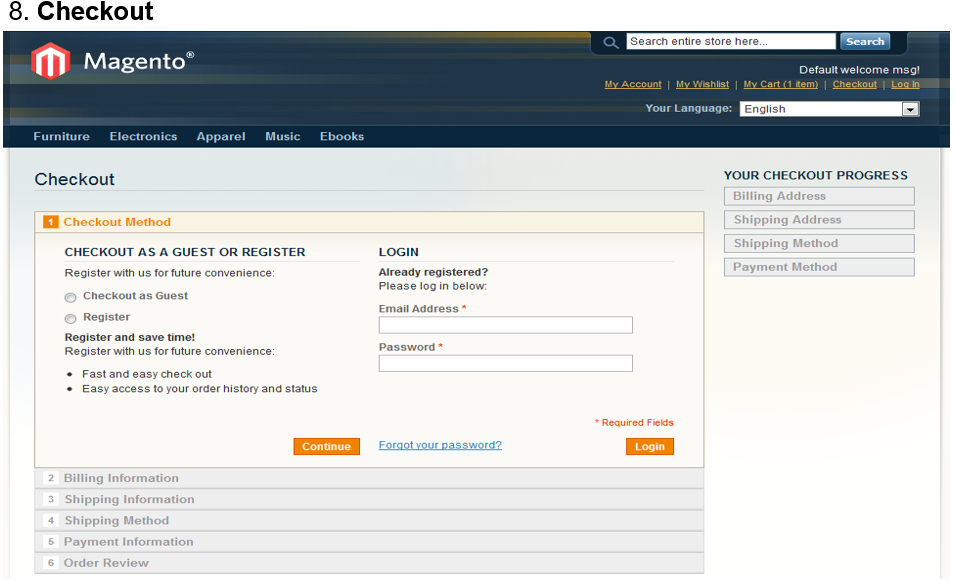 8. Checkout
Magento®
Search entire store here...
Search
Default welcome msg!
My Account | My Wishlist | My Cart (1 item) | Checkout | Log In
Your Language: English
Furniture Electronics Apparel Music Ebooks
Checkout
1 Checkout Method
CHECKOUT AS A GUEST OR REGISTER
Register with us for future convenience:
Checkout as Guest
Register
Register and save time!
Register with us for future convenience:
• Fast and easy check out
• Easy access to your order history and status
Continue
LOGIN
Already registered?
Please log in below:
Email Address *
Password *
* Required Fields
Forgot your password?
Login
2 Billing Information
3 Shipping Information
4 Shipping Method
5 Payment Information
6 Order Review
YOUR CHECKOUT PROGRESS
Billing Address
Shipping Address
Shipping Method
Payment Method